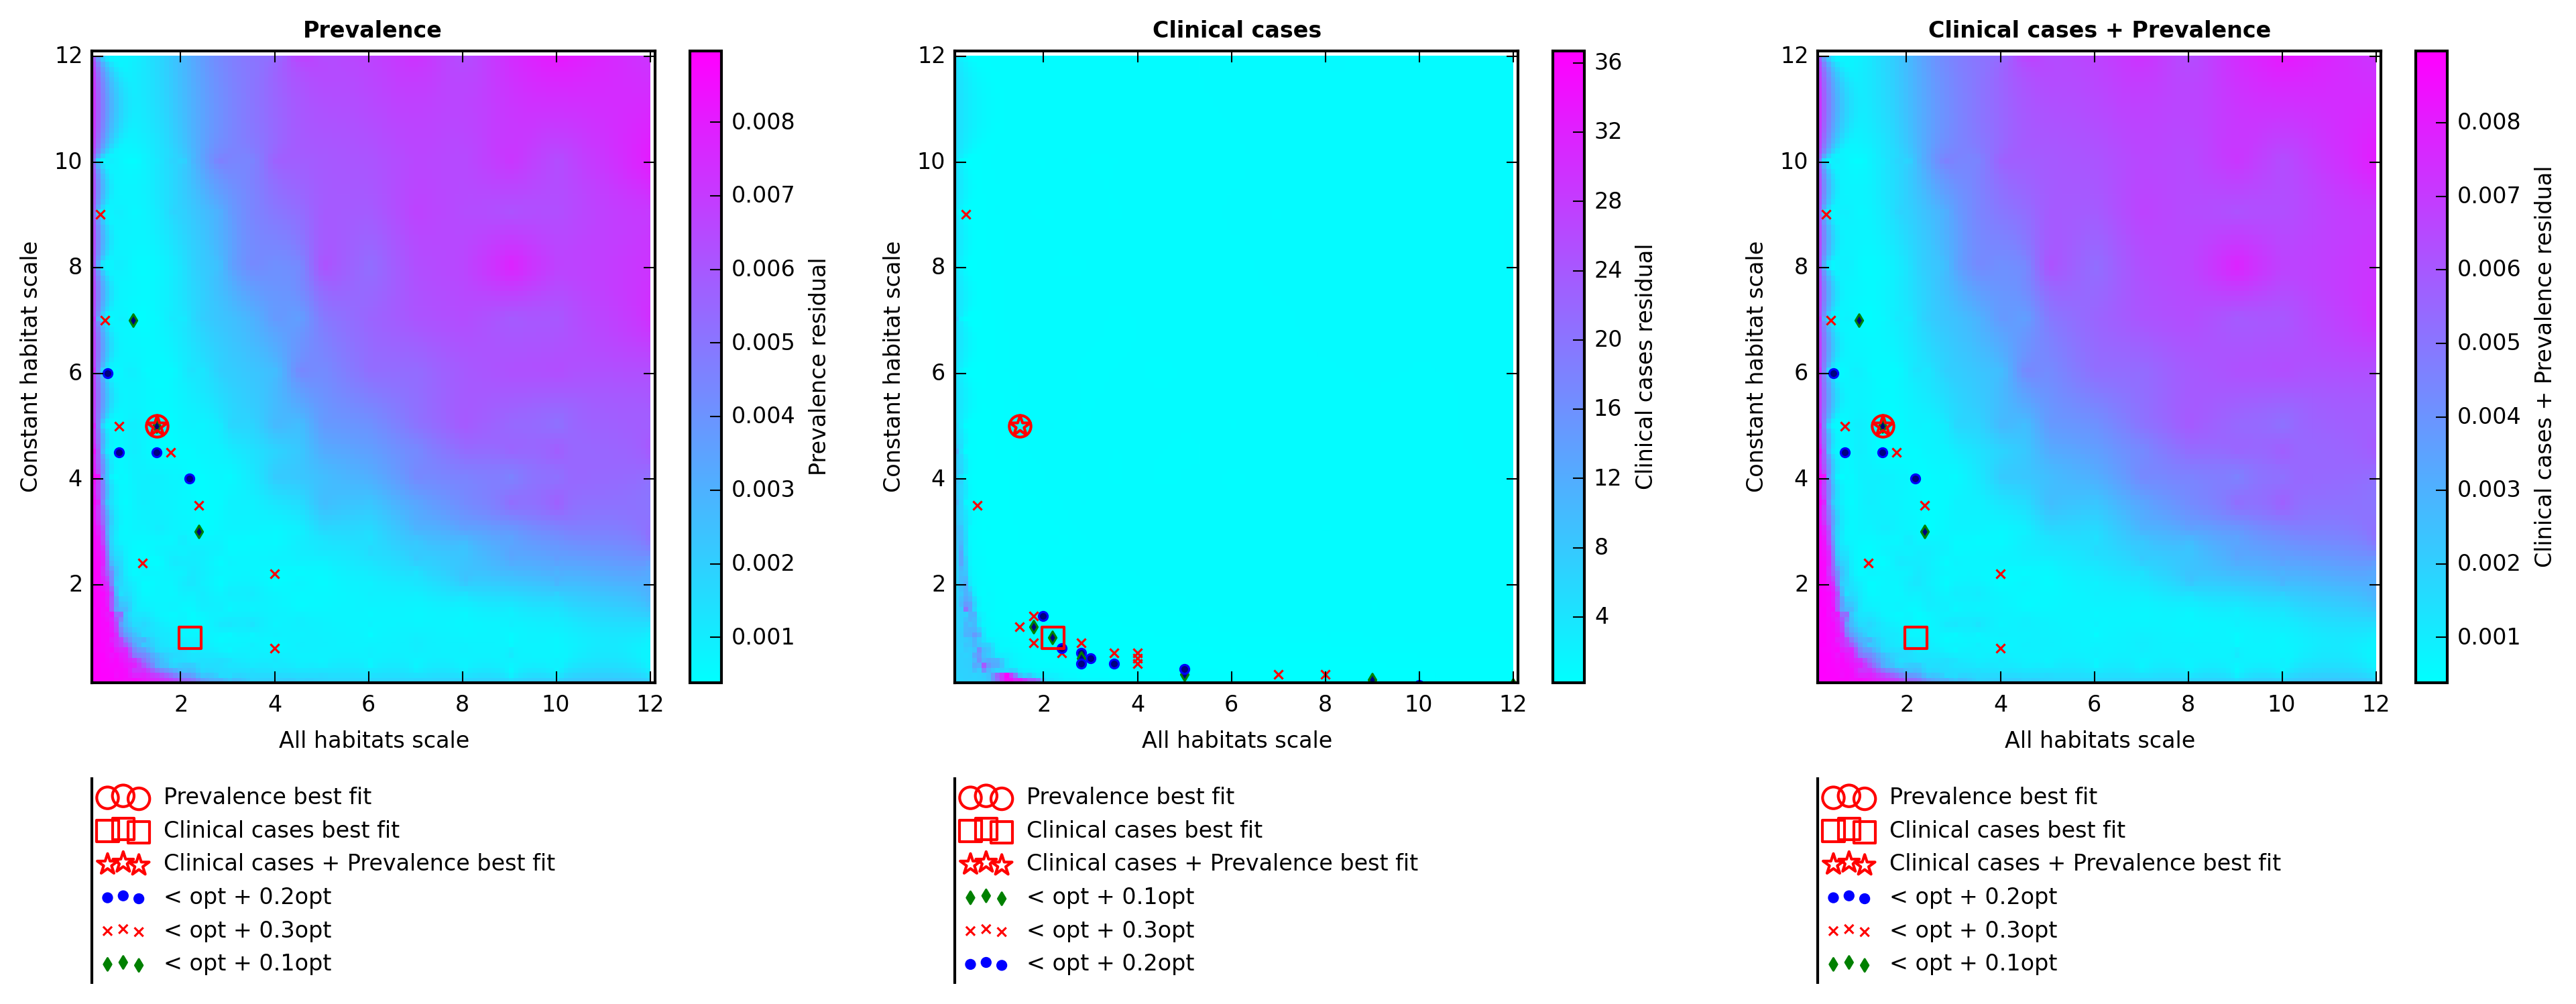 Prevalence
12
10
8
6
4
2
2
4
6
8
10
12
Constant habitat scale
All habitats scale
0.008
0.007
0.006
0.005
0.004
0.003
0.002
0.001
Prevalence residual
Prevalence best fit
Clinical cases best fit
Clinical cases + Prevalence best fit
< opt + 0.2opt
< opt + 0.3opt
< opt + 0.1opt
Clinical cases
12
10
8
6
4
2
2
4
6
8
10
12
Constant habitat scale
All habitats scale
36
32
28
24
20
16
12
8
4
Clinical cases residual
Prevalence best fit
Clinical cases best fit
Clinical cases + Prevalence best fit
< opt + 0.1opt
< opt + 0.3opt
< opt + 0.2opt
Clinical cases + Prevalence
12
10
8
6
4
2
2
4
6
8
10
12
Constant habitat scale
All habitats scale
0.008
0.007
0.006
0.005
0.004
0.003
0.002
0.001
Clinical cases + Prevalence residual
Prevalence best fit
Clinical cases best fit
Clinical cases + Prevalence best fit
< opt + 0.2opt
< opt + 0.3opt
< opt + 0.1opt